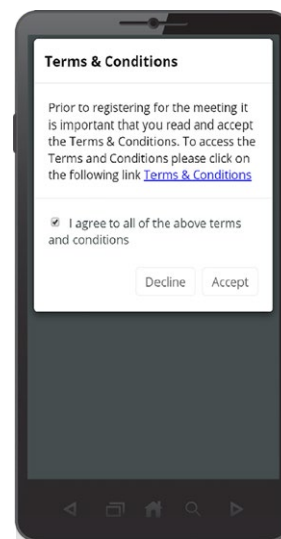 Terms & Conditions
Prior to registering for the meeting it
is important that you read and accept
the Terms & Conditions. To access the
Terms and Conditions please click on
the following link Terms & Conditions
I agree to all of the above terms
and conditions
Decline Accept